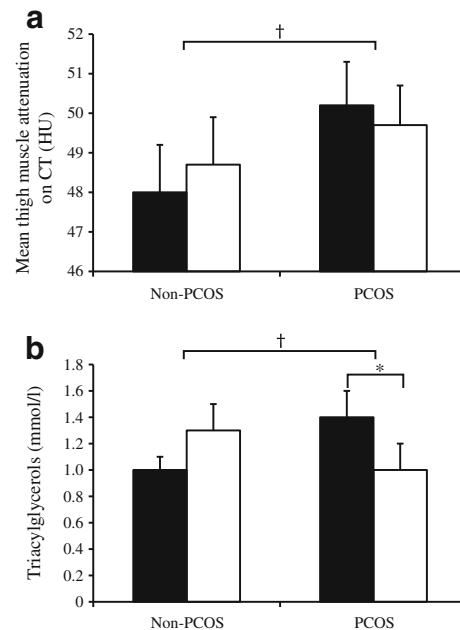 a
†
52
51
50
49
48
47
46
Mean thigh muscle attenuation
on CT (HU)
Non-PCOS PCOS
b
†
*
1.8
1.6
1.4
1.2
1.0
0.8
0.6
0.4
0.2
0
Triacylglycerols (mmol/l)
Non-PCOS PCOS